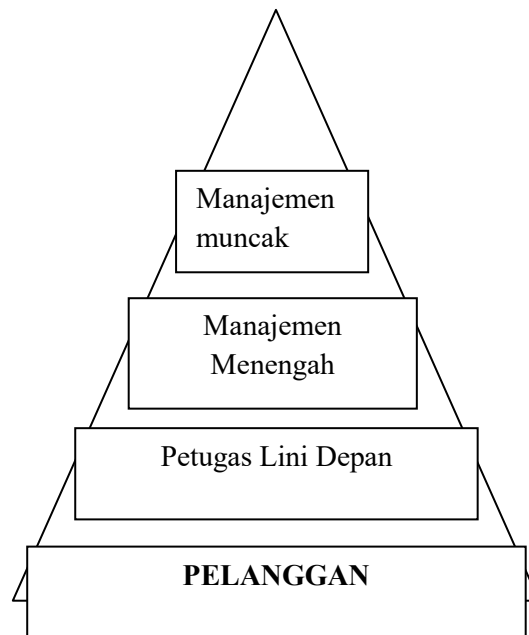 Manajemen
muncak
Manajemen
Menengah
Petugas Lini Depan
PELANGGAN